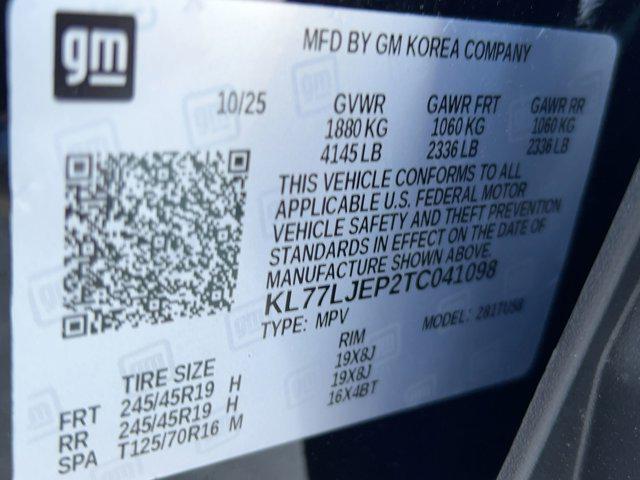 gm
MFD BY GM KOREA COMPANY
10/25 GVWR GAWR FRT GAWR RR
1880 KG 1060 KG 1060 KG
4145 LB 2336 LB 2336 LB
THIS VEHICLE CONFORMS TO ALL
APPLICABLE U.S. FEDERAL MOTOR
VEHICLE SAFETY AND THEFT PREVENTION
STANDARDS IN EFFECT ON THE DATE OF
MANUFACTURE SHOWN ABOVE.
KL77LJEP2TC041098
TYPE: MPV MODEL: 281TU58
TIRE SIZE RIM
FRT 245/45R19 H 19X8J
RR 245/45R19 H 19X8J
SPA T125/70R16 M 16X4BT